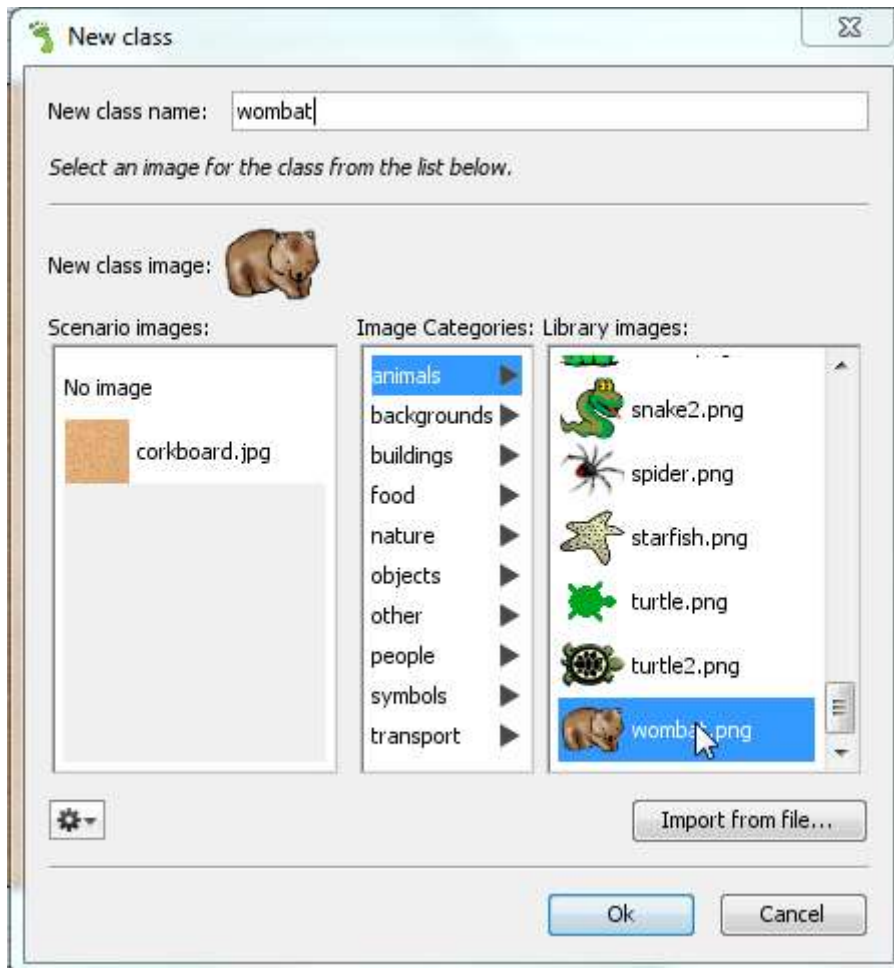 New class
New class name: wombat
Select an image for the class from the list below.
New class image:
Scenario images:
Image Categories:
Library images:
No image
corkboard.jpg
animals
backgrounds
buildings
food
nature
objects
other
people
symbols
transport
snake2.png
spider.png
starfish.png
turtle.png
turtle2.png
wombat.png
Import from file...
Ok
Cancel